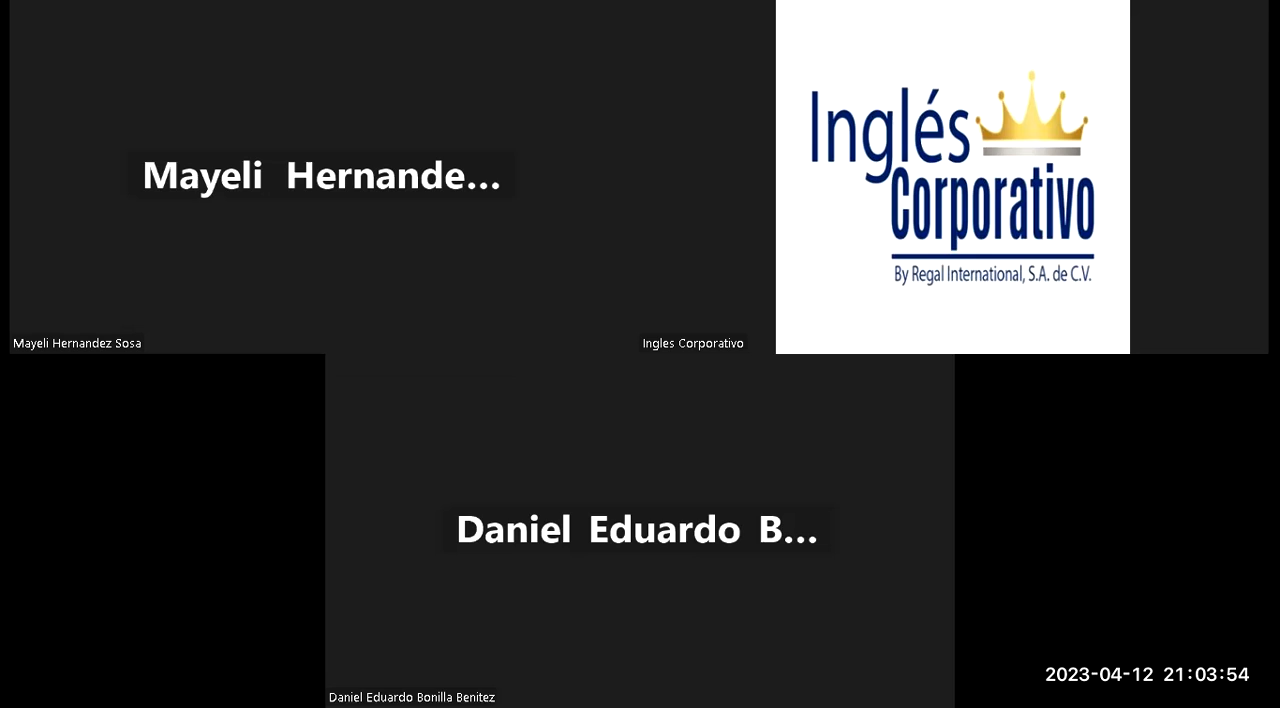 Mayeli Hernande...
Mayeli Hernandez Sosa
Inglés
Corporativo
By Regal International, S.A. de C.V.
Ingles Corporativo
Daniel Eduardo B...
Daniel Eduardo Bonilla Benitez
2023-04-12 21:03:54